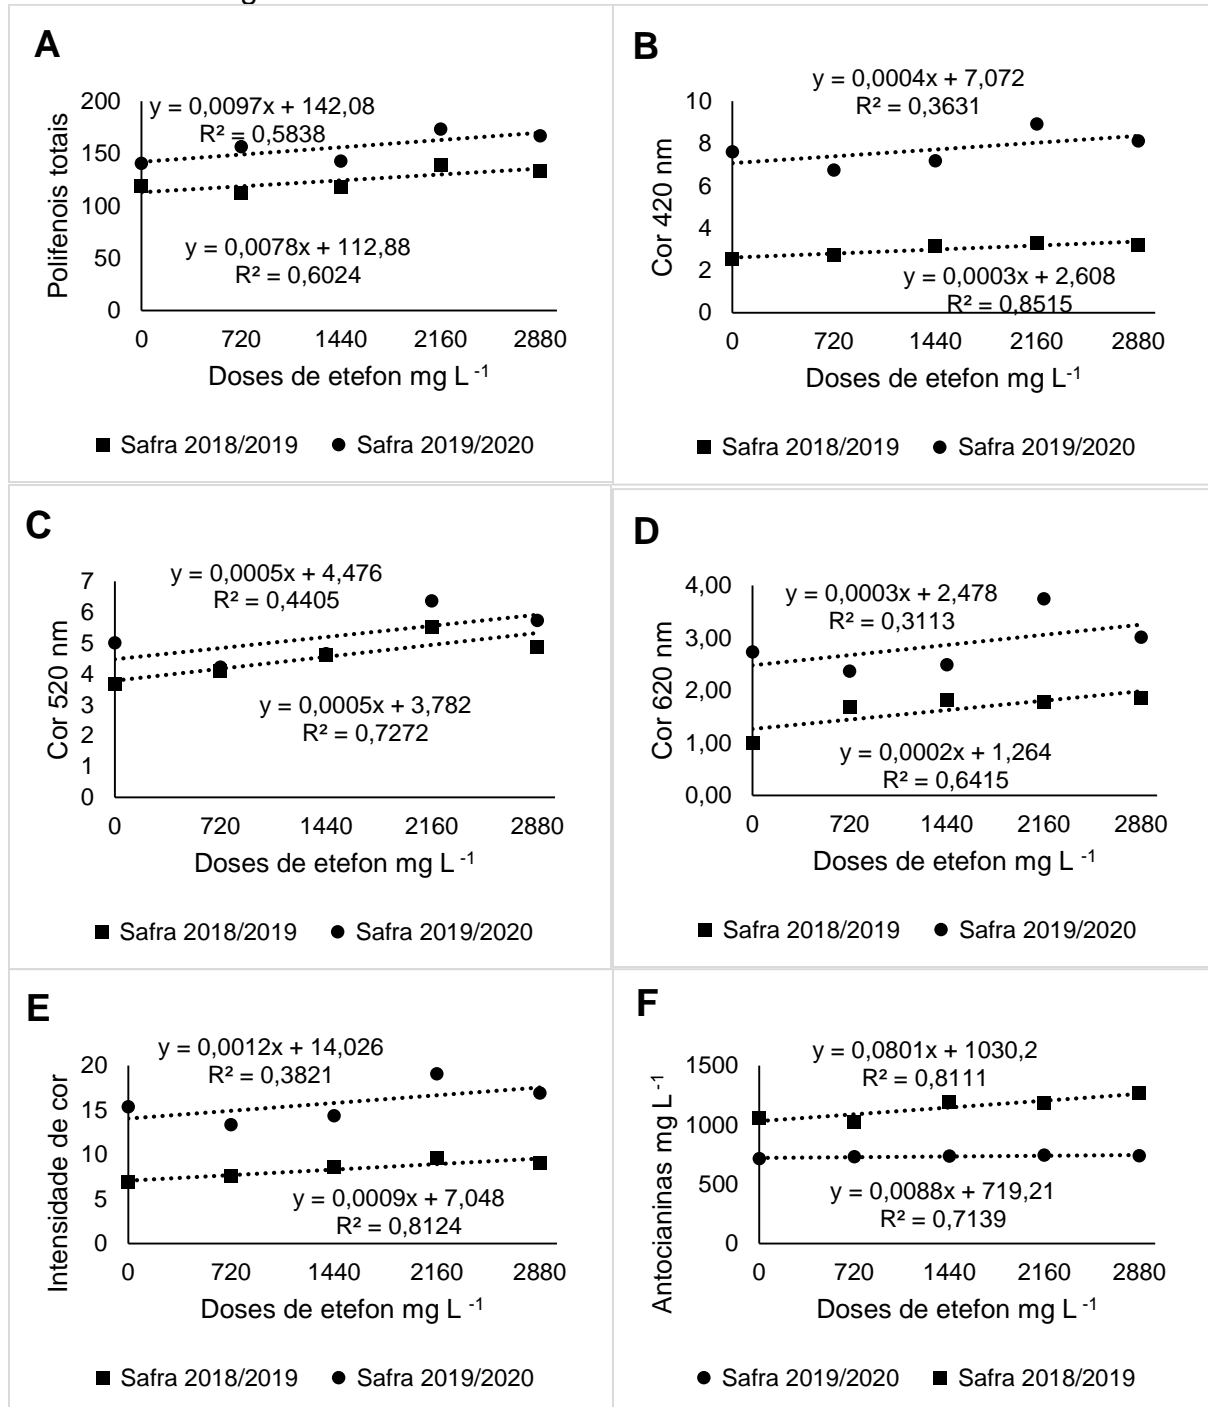 A
y = 0,0097x + 142,08
R² = 0,5838
Polifenois totais
200
150
100
50
0
y = 0,0078x + 112,88
R² = 0,6024
0 720 1440 2160 2880
Doses de etefon mg L -1
Safra 2018/2019 Safra 2019/2020
B
y = 0,0004x + 7,072
R² = 0,3631
Cor 420 nm
10
8
6
4
2
0
y = 0,0003x + 2,608
R² = 0,8515
0 720 1440 2160 2880
Doses de etefon mg L -1
Safra 2018/2019 Safra 2019/2020
C
y = 0,0005x + 4,476
R² = 0,4405
Cor 520 nm
7
6
5
4
3
2
1
0
y = 0,0005x + 3,782
R² = 0,7272
0 720 1440 2160 2880
Doses de etefon mg L -1
Safra 2018/2019 Safra 2019/2020
D
y = 0,0003x + 2,478
R² = 0,3113
Cor 620 nm
4,00
3,00
2,00
1,00
0,00
y = 0,0002x + 1,264
R² = 0,6415
0 720 1440 2160 2880
Doses de etefon mg L -1
Safra 2018/2019 Safra 2019/2020
E
y = 0,0012x + 14,026
R² = 0,3821
Intensidade de cor
20
15
10
5
0
y = 0,0009x + 7,048
R² = 0,8124
0 720 1440 2160 2880
Doses de etefon mg L -1
Safra 2018/2019 Safra 2019/2020
F
y = 0,0801x + 1030,2
R² = 0,8111
Antocianinas mg L -1
1500
1000
500
0
y = 0,0088x + 719,21
R² = 0,7139
0 720 1440 2160 2880
Doses de etefon mg L -1
Safra 2019/2020 Safra 2018/2019